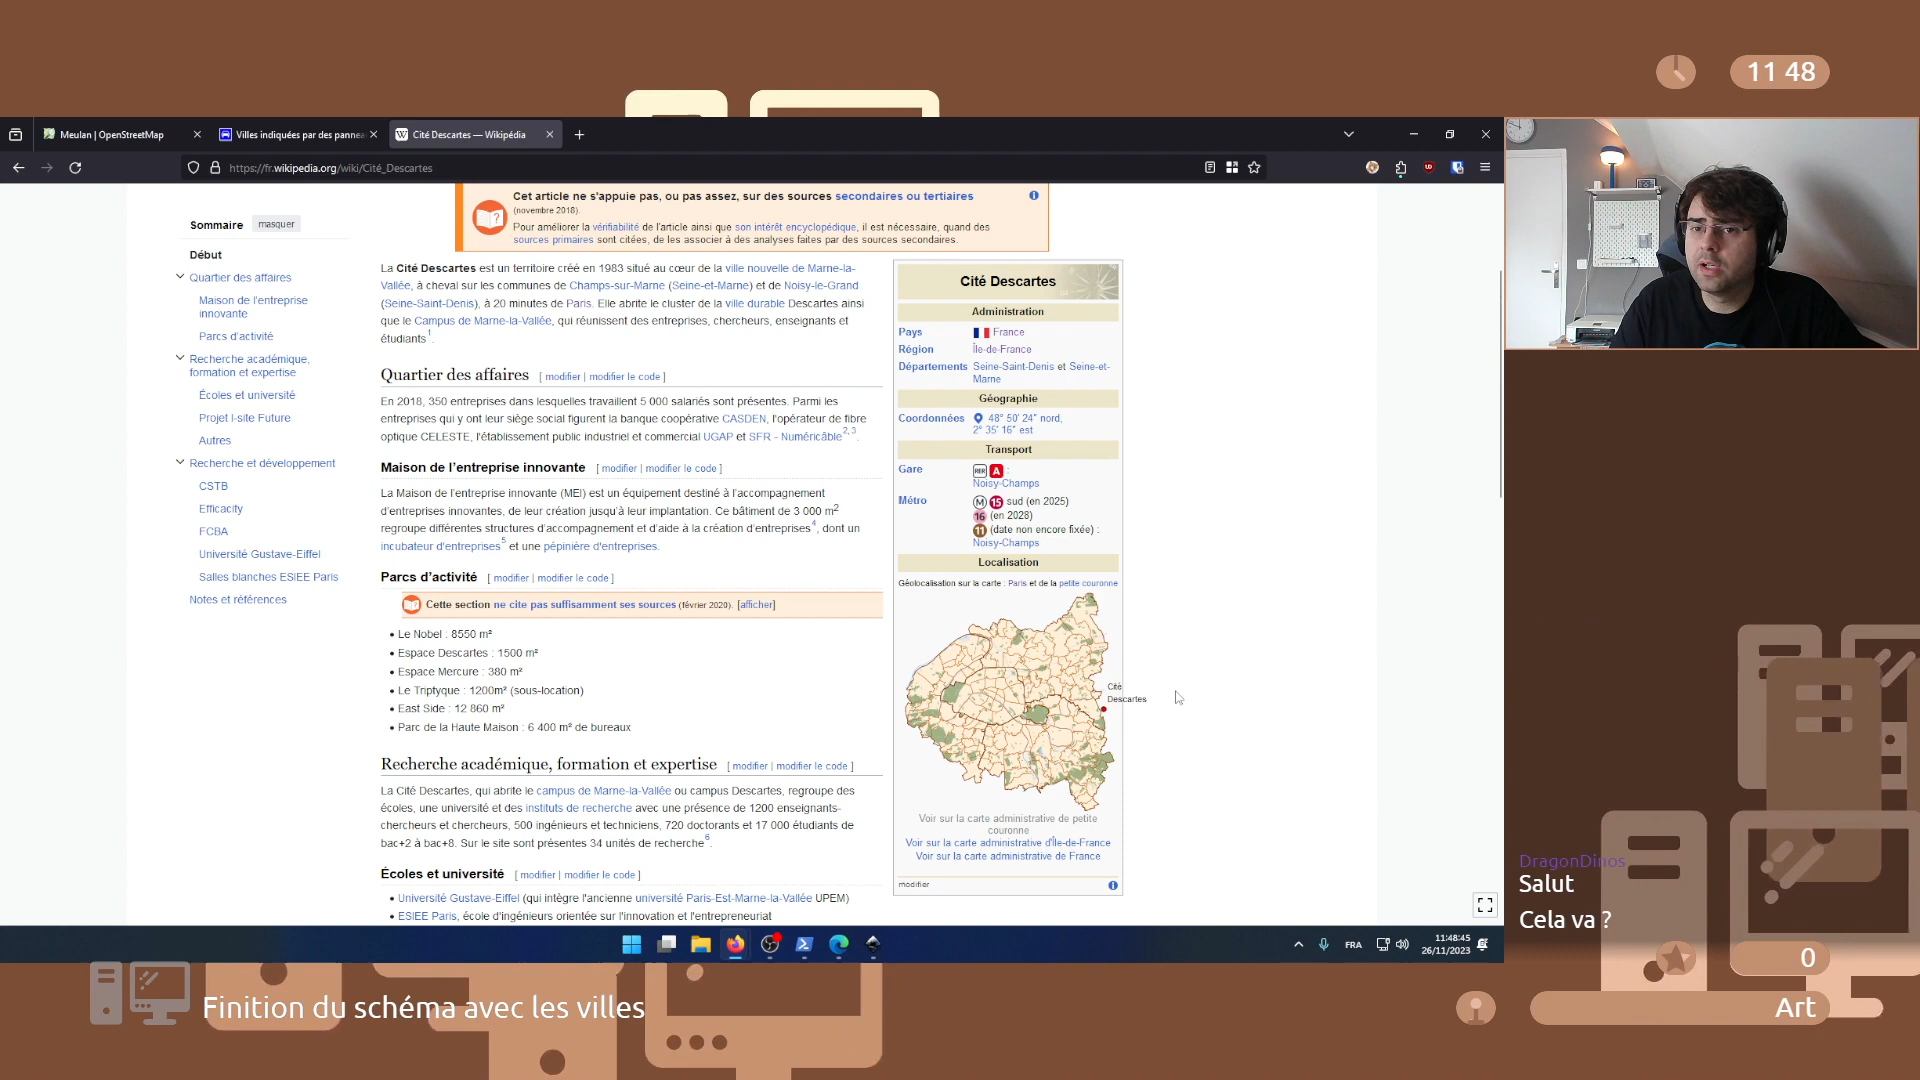 11 48
Meulan | OpenStreetMap
Villes indiquées par des pannea
Cité Descartes — Wikipédia
https://fr.wikipedia.org/wiki/Cité_Descartes
Cet article ne s'appuie pas, ou pas assez, sur des sources secondaires ou tertiaires
(novembre 2018).
Pour améliorer la vérifiabilité de l'article ainsi que son intérêt encyclopédique, il est nécessaire, quand des
sources primaires sont citées, de les associer à des analyses faites par des sources secondaires.
Sommaire masquer
Début
Quartier des affaires
Maison de l'entreprise
innovante
Parcs d'activité
Recherche académique,
formation et expertise
Écoles et université
Projet I-site Future
Autres
Recherche et développement
CSTB
Efficacity
FCBA
Université Gustave-Eiffel
Salles blanches ESIEE Paris
Notes et références
La Cité Descartes est un territoire créé en 1983 situé au cœur de la ville nouvelle de Marne-la-
Vallée, à cheval sur les communes de Champs-sur-Marne (Seine-et-Marne) et de Noisy-le-Grand
(Seine-Saint-Denis), à 20 minutes de Paris. Elle abrite le cluster de la ville durable Descartes ainsi
que le Campus de Marne-la-Vallée, qui réunissent des entreprises, chercheurs, enseignants et
étudiants1.
Quartier des affaires [ modifier | modifier le code ]
En 2018, 350 entreprises dans lesquelles travaillent 5 000 salariés sont présentes. Parmi les
entreprises qui y ont leur siège social figurent la banque coopérative CASDEN, l'opérateur de fibre
optique CELESTE, l'établissement public industriel et commercial UGAP et SFR - Numéricâble2, 3.
Maison de l'entreprise innovante [ modifier | modifier le code ]
La Maison de l'entreprise innovante (MEI) est un équipement destiné à l'accompagnement
d'entreprises innovantes, de leur création jusqu'à leur implantation. Ce bâtiment de 3 000 m2
regroupe différentes structures d'accompagnement et d'aide à la création d'entreprises4, dont un
incubateur d'entreprises5 et une pépinière d'entreprises.
Parcs d'activité [ modifier | modifier le code ]
Cette section ne cite pas suffisamment ses sources (février 2020). [afficher]
• Le Nobel : 8550 m²
• Espace Descartes : 1500 m²
• Espace Mercure : 380 m²
• Le Triptyque : 1200m² (sous-location)
• East Side : 12 860 m²
• Parc de la Haute Maison : 6 400 m² de bureaux
Recherche académique, formation et expertise [ modifier | modifier le code ]
La Cité Descartes, qui abrite le campus de Marne-la-Vallée ou campus Descartes, regroupe des
écoles, une université et des instituts de recherche avec une présence de 1200 enseignants-
chercheurs et chercheurs, 500 ingénieurs et techniciens, 720 doctorants et 17 000 étudiants de
bac+2 à bac+8. Sur le site sont présentes 34 unités de recherche6.
Écoles et université [ modifier | modifier le code ]
• Université Gustave-Eiffel (qui intègre l'ancienne université Paris-Est-Marne-la-Vallée UPEM)
• ESIEE Paris, école d'ingénieurs orientée sur l'innovation et l'entrepreneuriat
Cité Descartes
Administration
Pays France
Région Île-de-France
Départements Seine-Saint-Denis et Seine-et-
Marne
Géographie
Coordonnées 48° 50′ 24″ nord,
2° 35′ 16″ est
Transport
Gare RER A :
Noisy-Champs
Métro M 15 sud (en 2025)
16 (en 2028)
11 (date non encore fixée) :
Noisy-Champs
Localisation
Géolocalisation sur la carte : Paris et de la petite couronne
Cité
Descartes
Voir sur la carte administrative de petite
couronne
Voir sur la carte administrative d'Île-de-France
Voir sur la carte administrative de France
modifier
FRA
11:48:45
26/11/2023
DragonDinos
Salut
Cela va ?
0
Finition du schéma avec les villes
Art